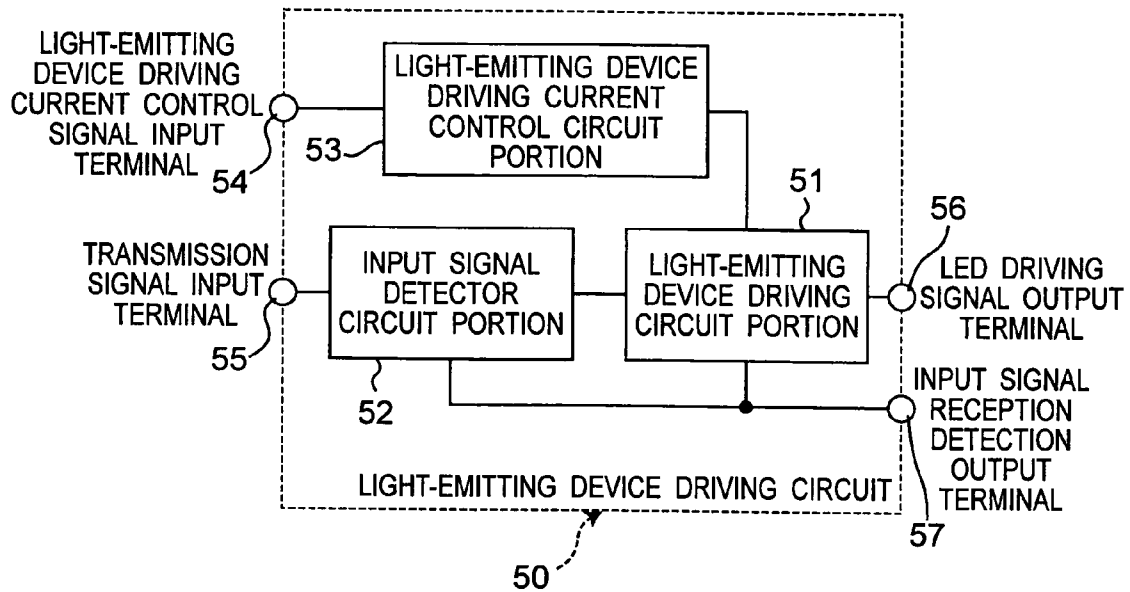 LIGHT-EMITTING
DEVICE DRIVING
CURRENT CONTROL
SIGNAL INPUT
TERMINAL
54
LIGHT-EMITTING DEVICE
DRIVING CURRENT
CONTROL CIRCUIT
PORTION
53
51
56
TRANSMISSION
SIGNAL INPUT
TERMINAL
55
INPUT SIGNAL
DETECTOR
CIRCUIT PORTION
52
LIGHT-EMITTING
DEVICE DRIVING
CIRCUIT PORTION
LED DRIVING
SIGNAL OUTPUT
TERMINAL
INPUT SIGNAL
RECEPTION
DETECTION
OUTPUT
TERMINAL
57
LIGHT-EMITTING DEVICE DRIVING CIRCUIT
50